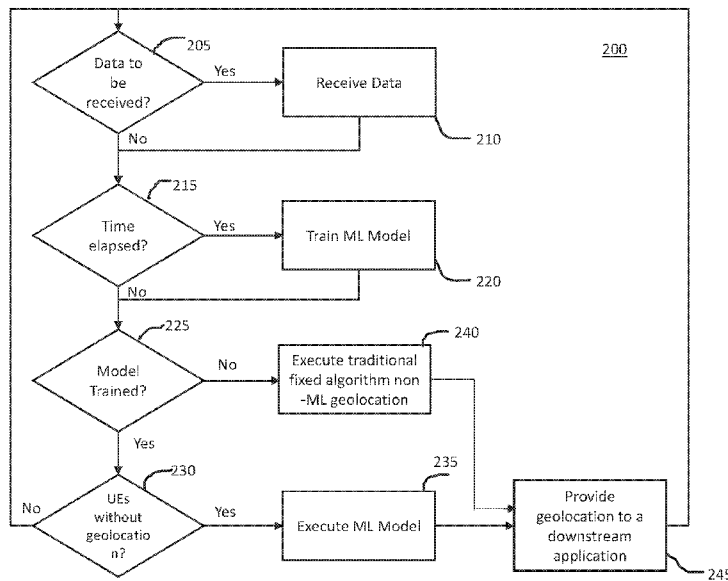 200
205
Data to
be
received?
Yes
Receive Data
210
No
215
Time
elapsed?
Yes
Train ML Model
220
No
225
Model
Trained?
No
240
Execute traditional
fixed algorithm non
-ML geolocation
Yes
230
No
UEs
without
geolocatio
n?
Yes
235
Execute ML Model
Provide
geolocation to a
downstream
application
245